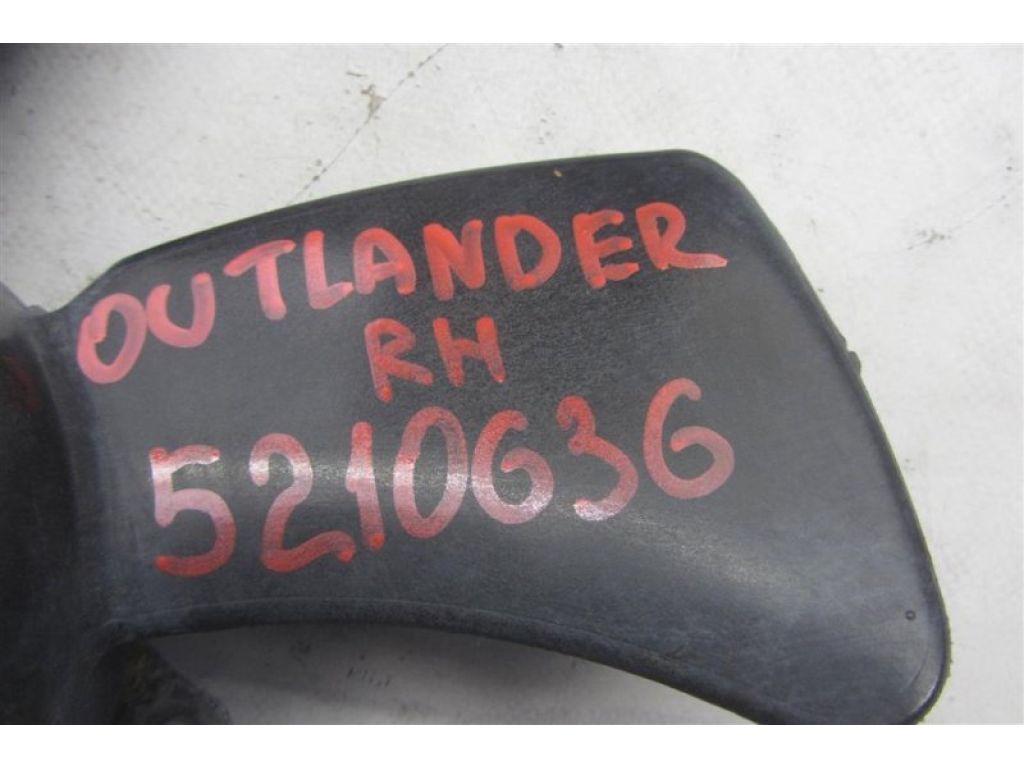 OUTLANDER
RH
5210636